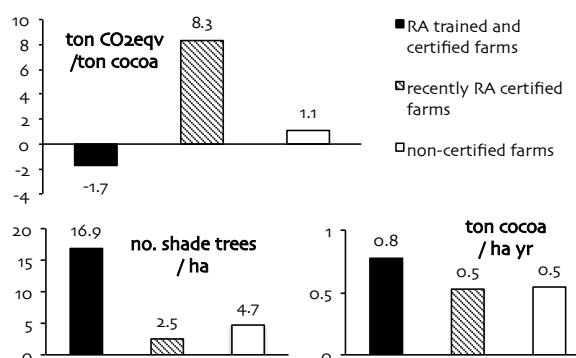 10
8
6
4
2
0
-2
-4
ton CO2eqv
/ton cocoa
8.3
1.1
-1.7
RA trained and
certified farms
recently RA certified
farms
non-certified farms
20
15
10
5
0
16.9
no. shade trees
/ ha
2.5
4.7
1
0.5
0
ton cocoa
/ ha yr
0.8
0.5
0.5